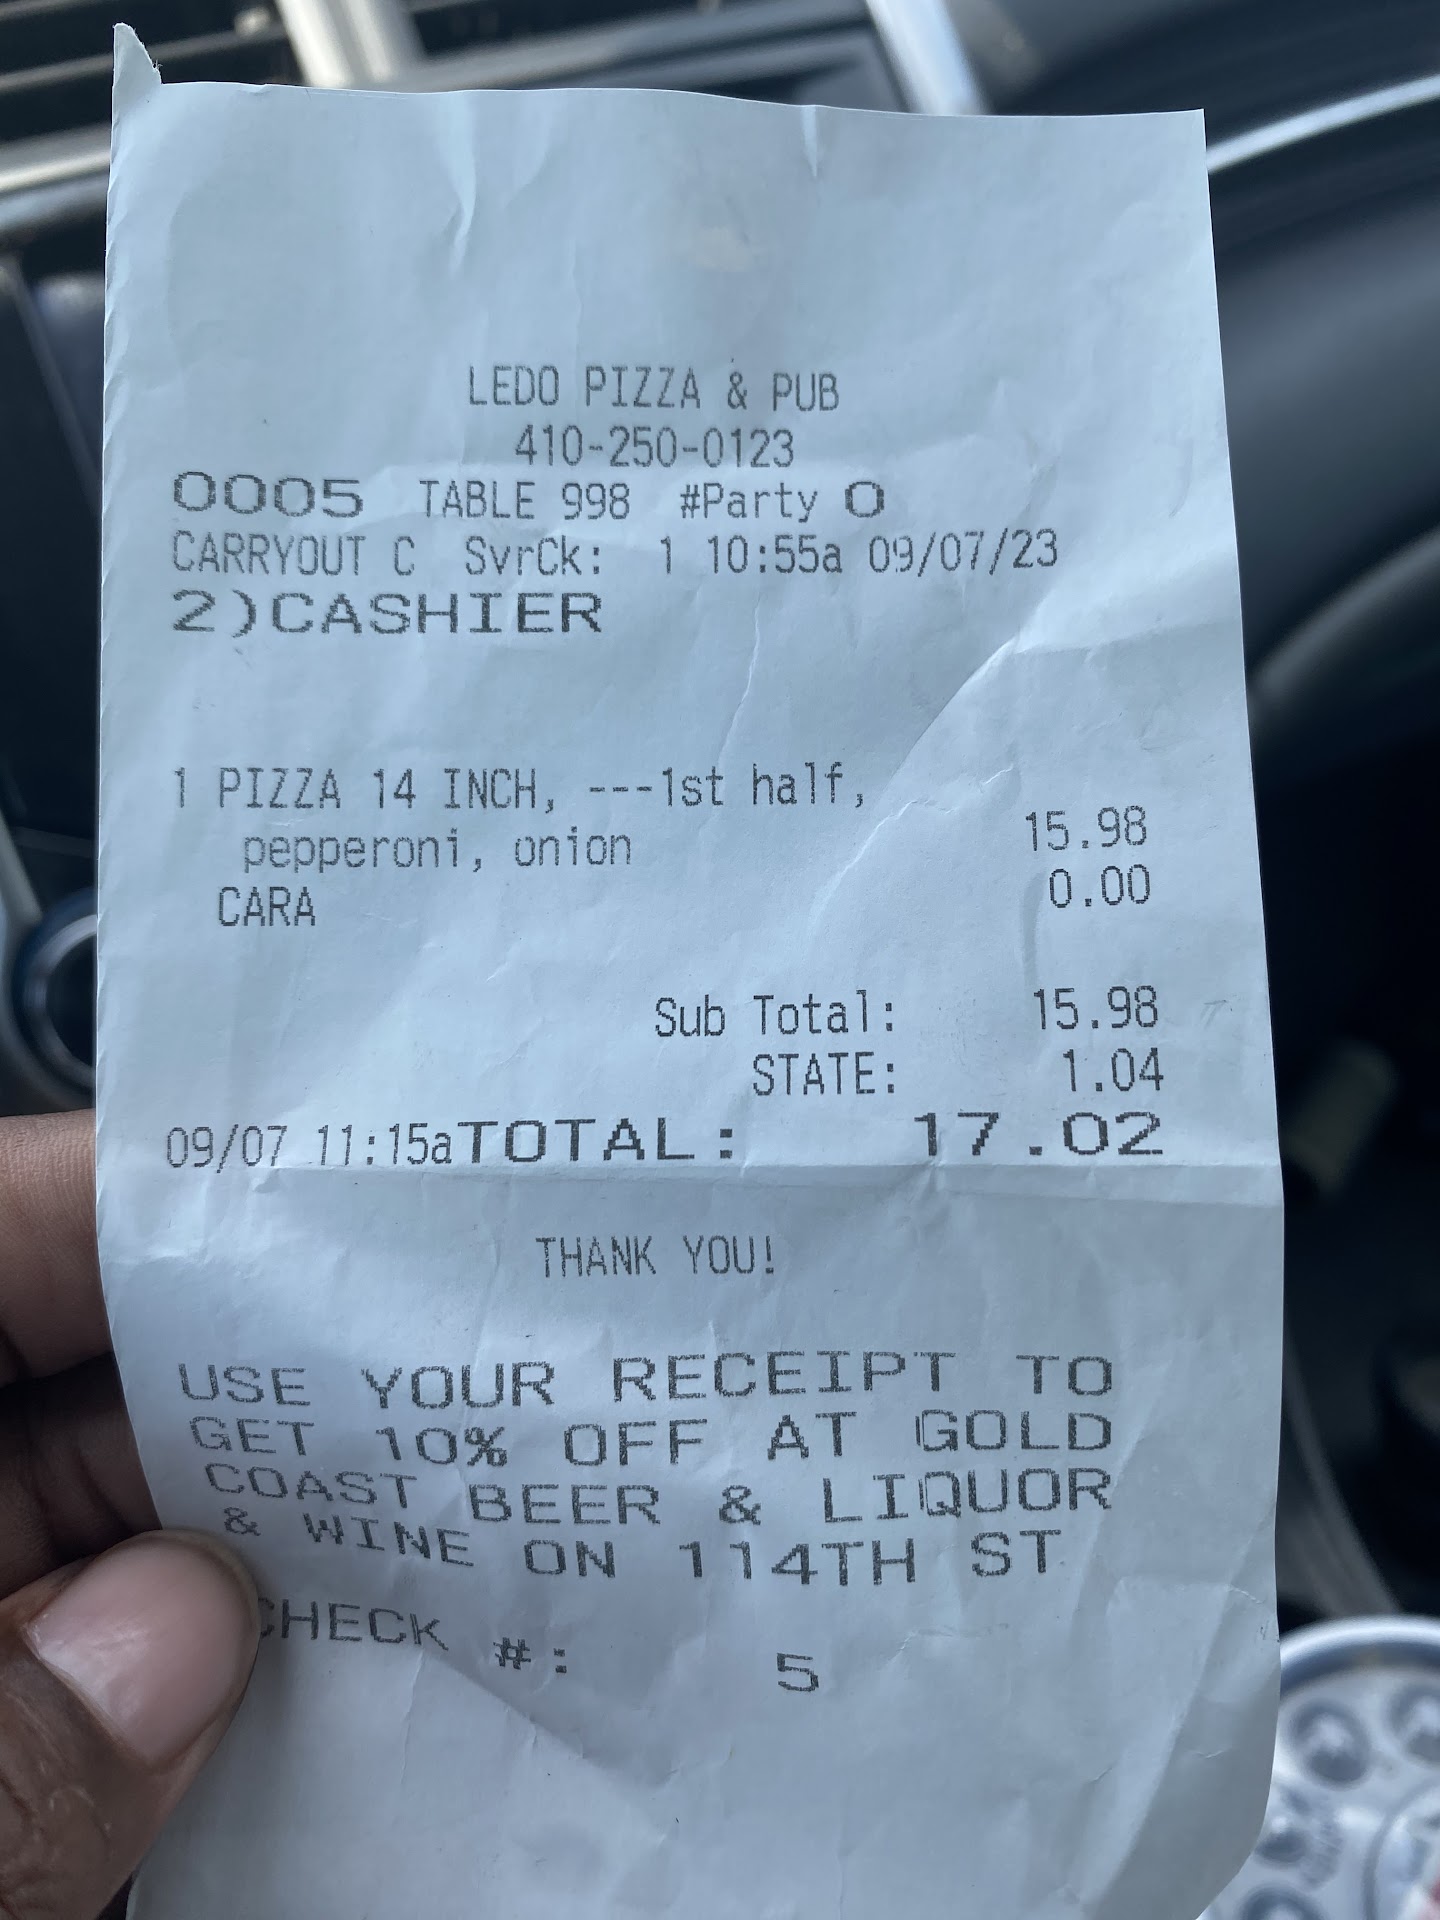 LEDO PIZZA & PUB
410-250-0123
0005 TABLE 998 #Party 0
CARRYOUT C SvrCk: 1 10:55a 09/07/23
2)CASHIER
1 PIZZA 14 INCH, ---1st half,
pepperoni, onion 15.98
CARA 0.00
Sub Total: 15.98
STATE: 1.04
09/07 11:15aTOTAL: 17.02
THANK YOU!
USE YOUR RECEIPT TO
GET 10% OFF AT GOLD
COAST BEER & LIQUOR
& WINE ON 114TH ST
CHECK #: 5